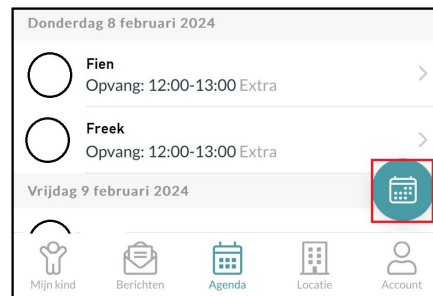 Donderdag 8 februari 2024
Fien
Opvang: 12:00-13:00 Extra
Freek
Opvang: 12:00-13:00 Extra
Vrijdag 9 februari 2024
Mijn kind Berichten Agenda Locatie Account